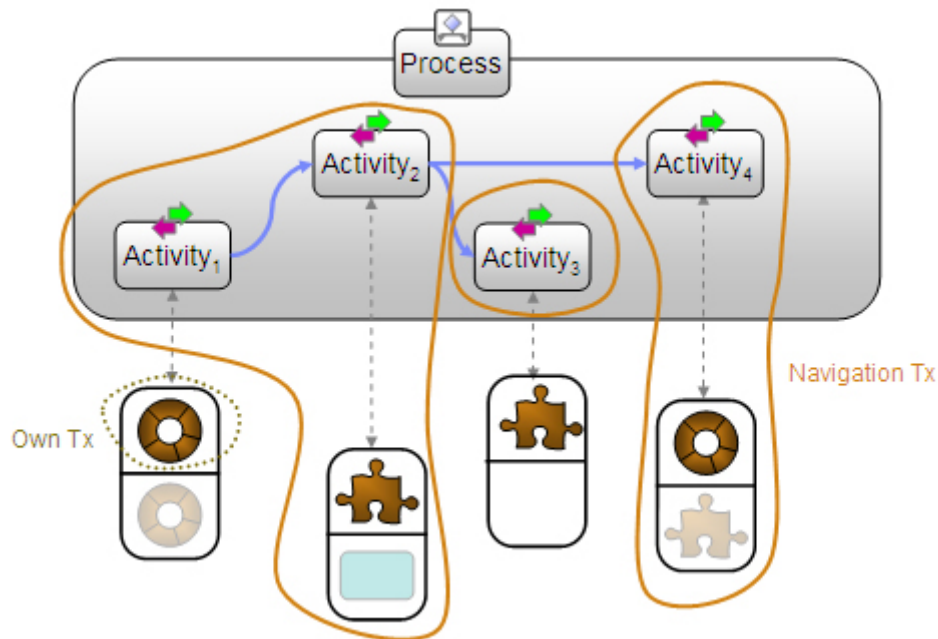 Process
Activity₂
Activity₄
Activity₁
Activity₃
Navigation Tx
Own Tx